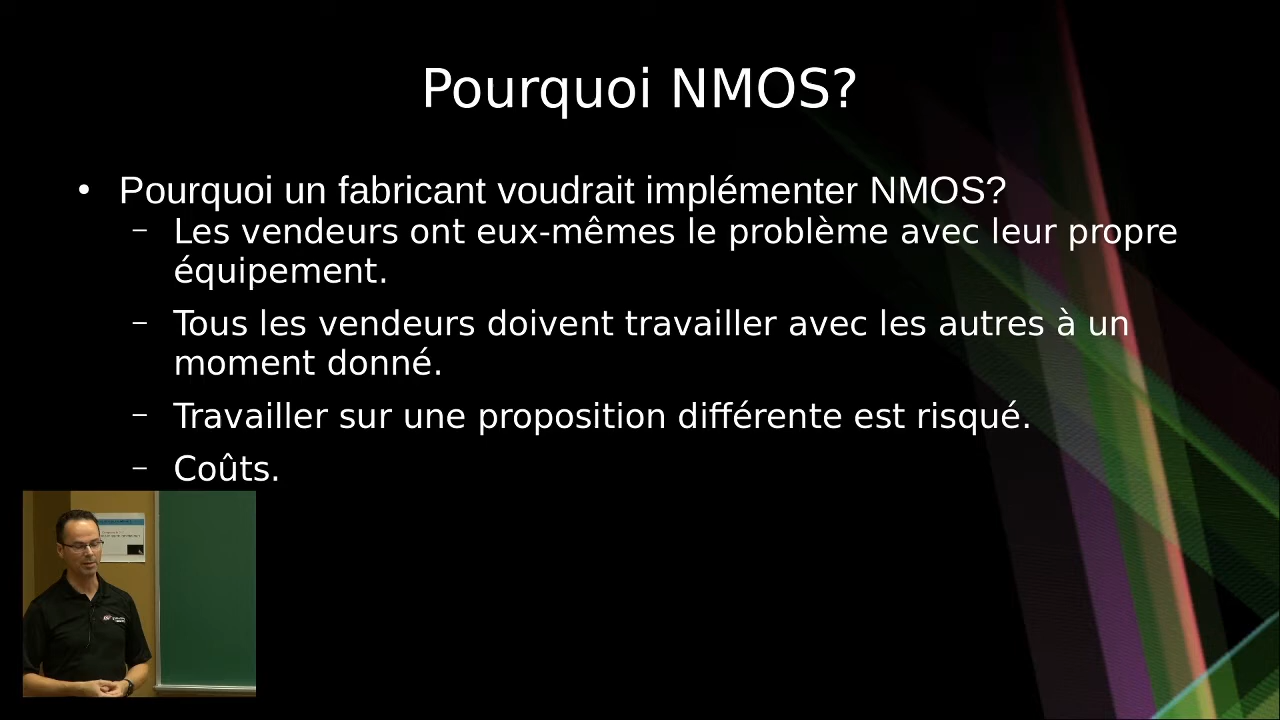 Pourquoi NMOS?
• Pourquoi un fabricant voudrait implémenter NMOS?
– Les vendeurs ont eux-mêmes le problème avec leur propre
équipement.
– Tous les vendeurs doivent travailler avec les autres à un
moment donné.
– Travailler sur une proposition différente est risqué.
– Coûts.